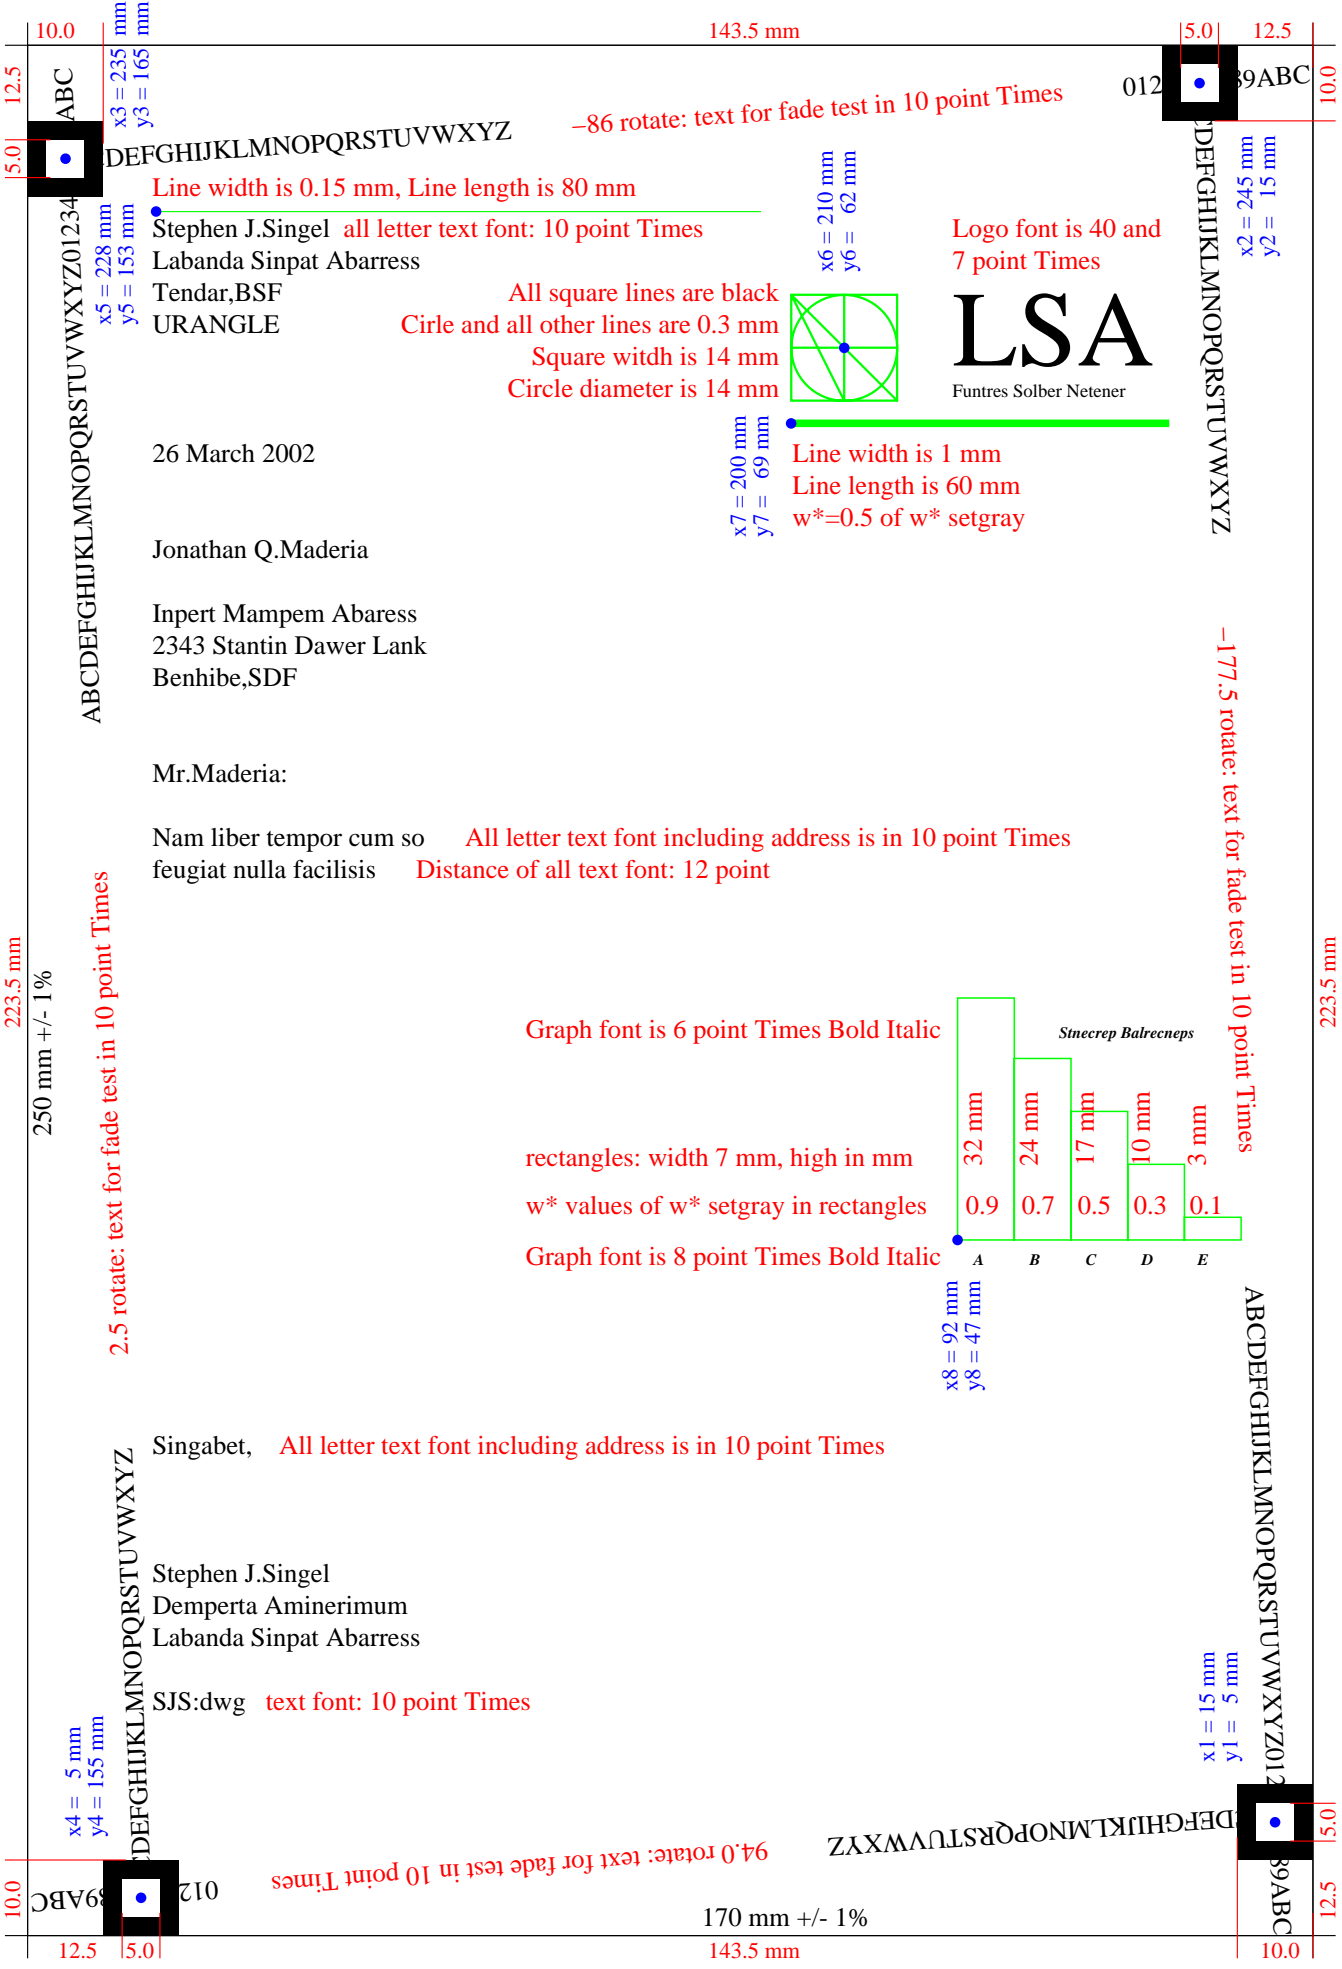 10.0
x3 = 235  mm
y3 = 165  mm
143.5 mm
5.0
12.5
12.5
ABC
012
39ABC
10.0
−86 rotate: text for fade test in 10 point Times
5.0
DEFGHIJKLMNOPQRSTUVWXYZ
DEFGHIJKLMNOPQRSTUVWXYZ
Line width is 0.15 mm, Line length is 80 mm
x2 = 245 mm
y2 =   15 mm
x6 = 210 mm
y6 =   62 mm
x5 = 228 mm
y5 = 153 mm
ABCDEFGHIJKLMNOPQRSTUVWXYZ01234
Stephen J.Singel  all letter text font: 10 point Times
Labanda Sinpat Abarress
Tendar,BSF
URANGLE
Logo font is 40 and
7 point Times
All square lines are black
Cirle and all other lines are 0.3 mm
Square witdh is 14 mm
Circle diameter is 14 mm
LSA
Funtres Solber Netener
x7 = 200 mm
y7 =   69 mm
Line width is 1 mm
Line length is 60 mm
w*=0.5 of w* setgray
26 March 2002
Jonathan Q.Maderia
Inpert Mampem Abaress
2343 Stantin Dawer Lank
Benhibe,SDF
−177.5 rotate: text for fade test in 10 point Times
Mr.Maderia:
Nam liber tempor cum so   All letter text font including address is in 10 point Times
feugiat nulla facilisis   Distance of all text font: 12 point
223.5 mm
250 mm +/- 1%
2.5 rotate: text for fade test in 10 point Times
223.5 mm
Graph font is 6 point Times Bold Italic
Stnecrep Balrecneps
32 mm
24 mm
17 mm
10 mm
3 mm
rectangles: width 7 mm, high in mm
w* values of w* setgray in rectangles   0.9   0.7   0.5   0.3   0.1
Graph font is 8 point Times Bold Italic   A   B   C   D   E
x8 = 92 mm
y8 = 47 mm
ABCDEFGHIJKLMNOPQRSTUVWXYZ012
Singabet,   All letter text font including address is in 10 point Times
DEFGHIJKLMNOPQRSTUVWXYZ
Stephen J.Singel
Demperta Aminerimum
Labanda Sinpat Abarress
SJS:dwg   text font: 10 point Times
x1 = 15 mm
y1 =   5 mm
x4 =   5 mm
y4 = 155 mm
DEFGHIJKLMNOPQRSTUVWXYZ
5.0
94.0 rotate: text for fade test in 10 point Times
10.0
39ABC
012
39ABC
12.5
170 mm +/- 1%
12.5
5.0
143.5 mm
10.0